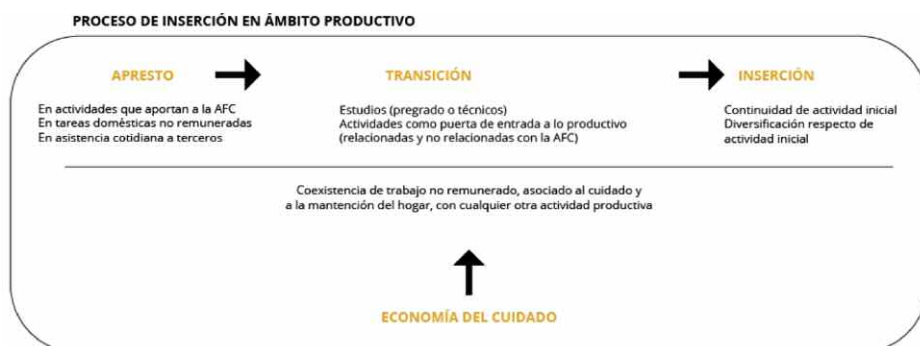 PROCESO DE INSERCIÓN EN ÁMBITO PRODUCTIVO
APRESTO
En actividades que aportan a la AFC
En tareas domésticas no remuneradas
En asistencia cotidiana a terceros
TRANSICIÓN
Estudios (pregrado o técnicos)
Actividades como puerta de entrada a lo productivo
(relacionadas y no relacionadas con la AFC)
INSERCIÓN
Continuidad de actividad inicial
Diversificación respecto de
actividad inicial
Coexistencia de trabajo no remunerado, asociado al cuidado y
a la mantención del hogar, con cualquier otra actividad productiva
ECONOMÍA DEL CUIDADO